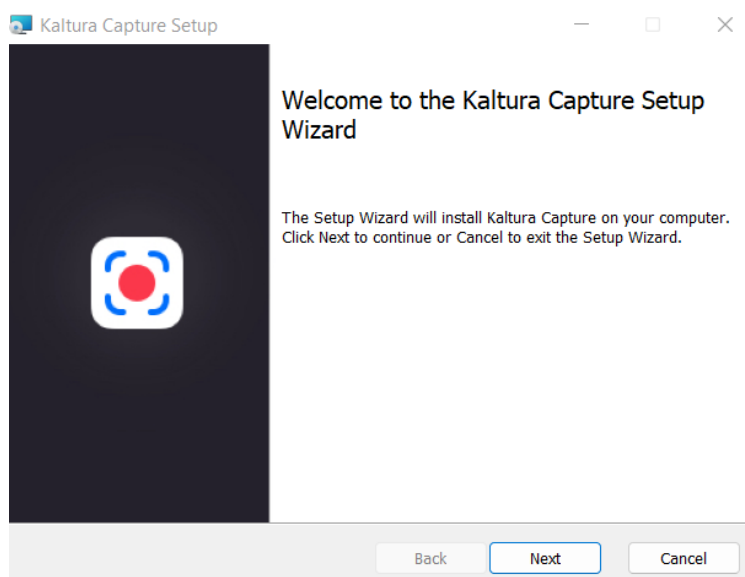 Kaltura Capture Setup
Welcome to the Kaltura Capture Setup
Wizard
The Setup Wizard will install Kaltura Capture on your computer.
Click Next to continue or Cancel to exit the Setup Wizard.
Back
Next
Cancel